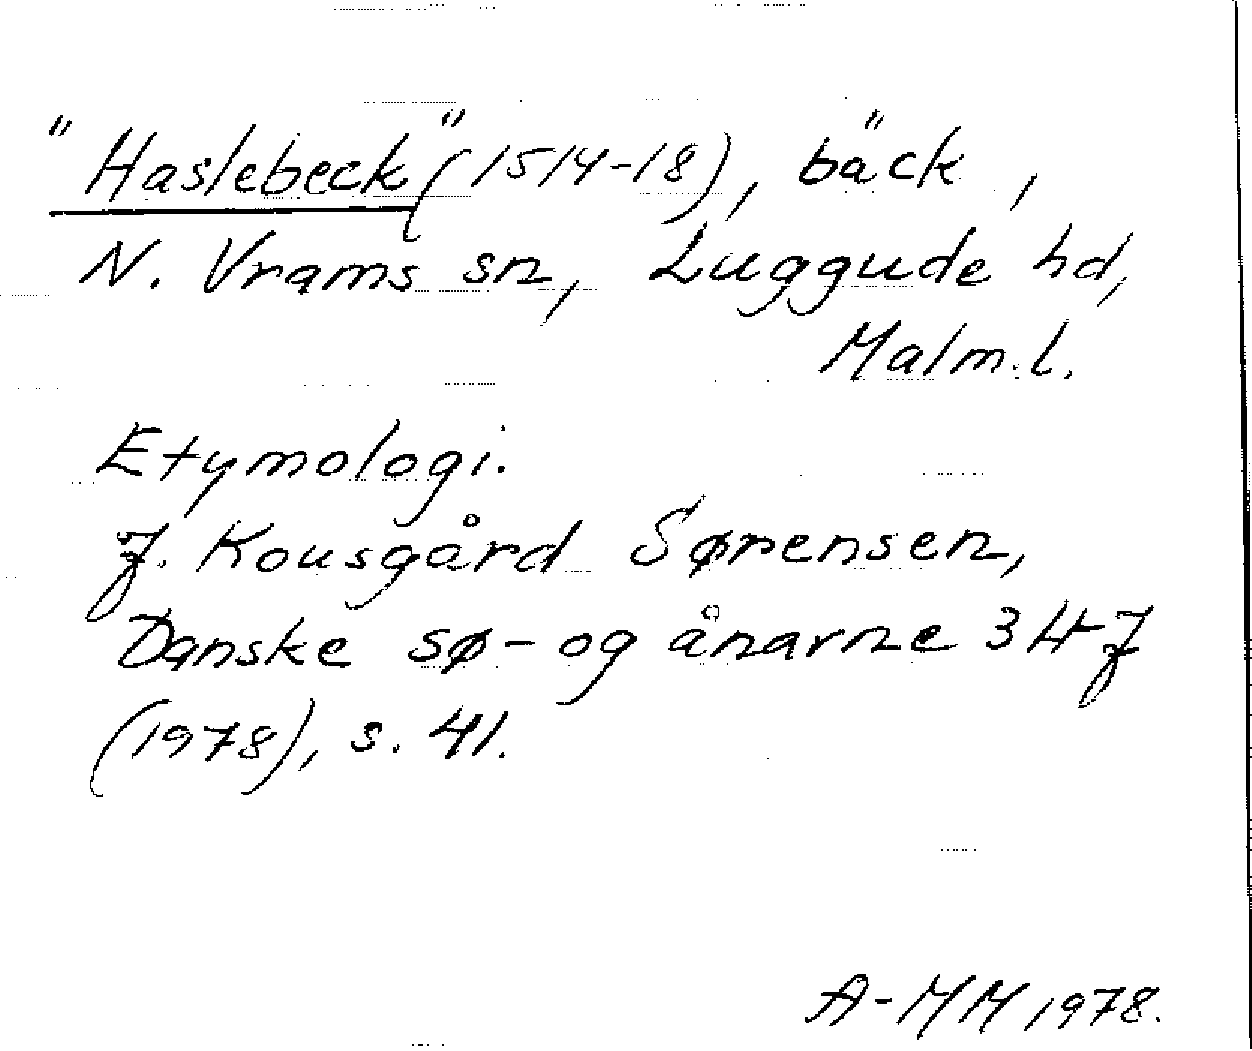 "Haslebeck" (1514-18), bäck,
N. Vrams sn, Luggude hd,
Malm.l.
Etymologi.
J. Kousgård Sørensen,
Danske sø- og ånavne 3 H-J
(1978), s. 41.
A-MM 1978.